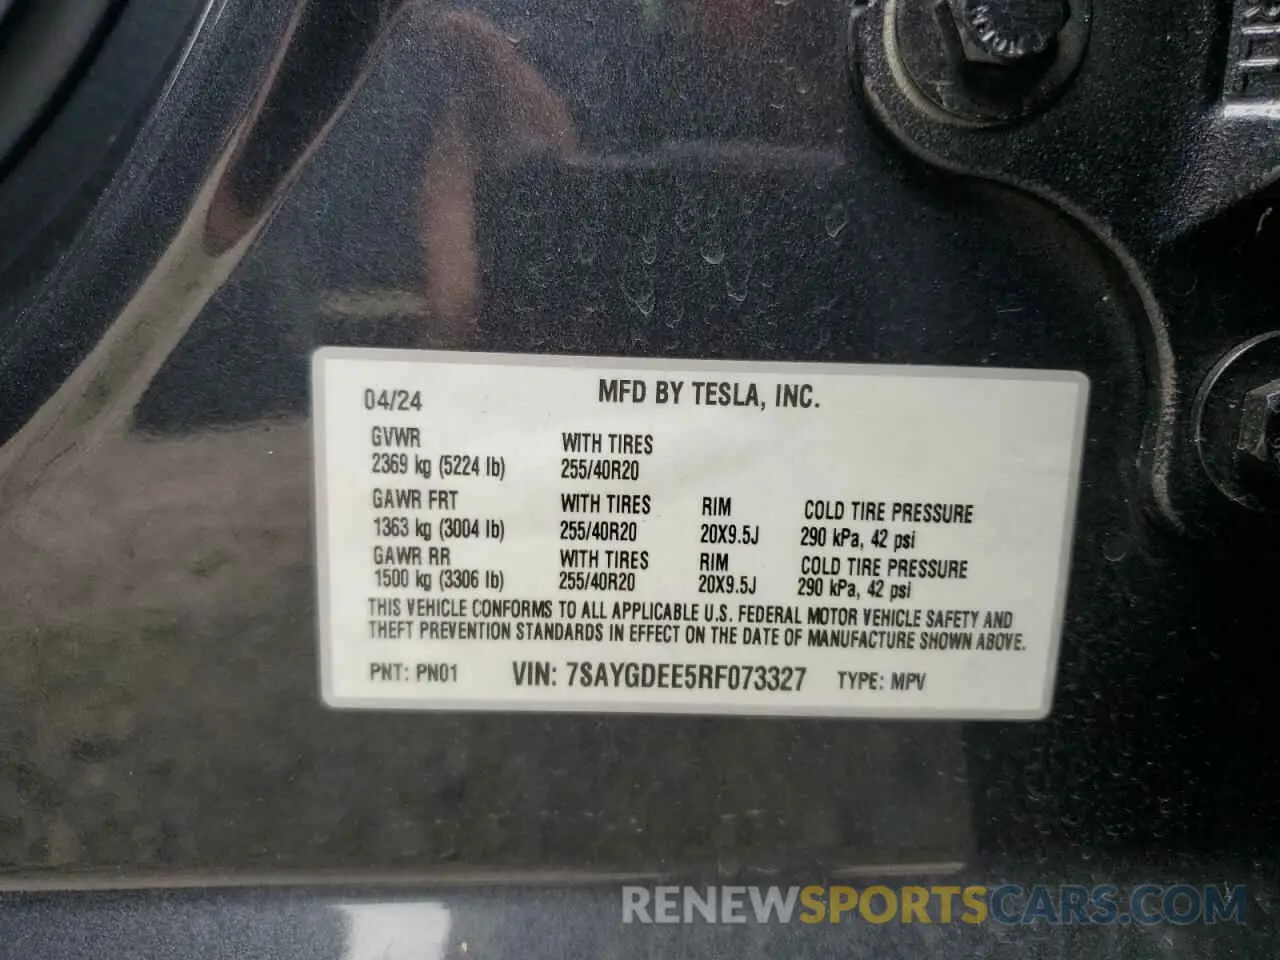 04/24
MFD BY TESLA, INC.
GVWR
WITH TIRES
2369 kg (5224 lb)
255/40R20
GAWR FRT
WITH TIRES
RIM
COLD TIRE PRESSURE
1363 kg (3004 lb)
255/40R20
20X9.5J
290 kPa, 42 psi
GAWR RR
WITH TIRES
RIM
COLD TIRE PRESSURE
1500 kg (3306 lb)
255/40R20
20X9.5J
290 kPa, 42 psi
THIS VEHICLE CONFORMS TO ALL APPLICABLE U.S. FEDERAL MOTOR VEHICLE SAFETY AND
THEFT PREVENTION STANDARDS IN EFFECT ON THE DATE OF MANUFACTURE SHOWN ABOVE.
PNT: PN01
VIN: 7SAYGDEE5RF073327
TYPE: MPV
RENEWSPORTSCARS.COM